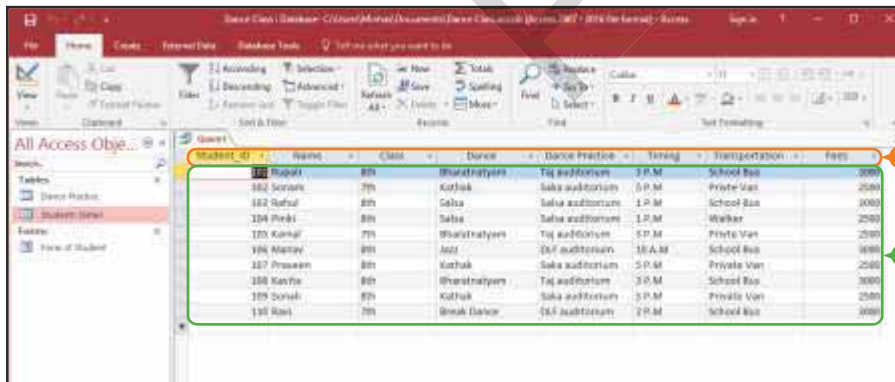 Dance Class : Database- C:\Users\ \Documents\Dance Class.accdb (Access 2007 - 2016 file format) - Access Sign in
File Home Create External Data Database Tools Tell me what you want to do
View Paste Cut Copy Format Painter Filter Ascending Descending Remove Sort Selection Advanced Toggle Filter Refresh All New Save Delete Totals Spelling More Find Replace Go To Select Calibri 11 B I U
Views Clipboard Sort & Filter Records Find Text Formatting
All Access Obje...
Search..
Tables
Dance Practice
Students Detail
Forms
Form of Student
Query1
Student_ID Name Class Dance Dance Practice Timing Transportation Fees
101 Rupali 8th Bharatnatyam Taj auditorium 3 P.M School Bus 3000
102 Sonam 7th Kathak Saka auditorium 5 P.M Privte Van 2500
103 Rahul 8th Salsa Salsa auditorium 1 P.M School Bus 3000
104 Pinki 8th Salsa Salsa auditorium 1 P.M Walker 2500
105 Kamal 7th Bharatnatyam Taj auditorium 3 P.M Privte Van 2500
106 Manav 8th Jazz DLF auditorium 10 A.M School Bus 3000
107 Praveen 8th Kathak Saka auditorium 5 P.M Private Van 2500
108 Kavita 8th Bharatnatyam Taj auditorium 3 P.M School Bus 3000
109 Sonali 8th Kathak Saka auditorium 5 P.M Private Van 2500
110 Ravi 7th Break Dance DLF auditorium 2 P.M School Bus 3000